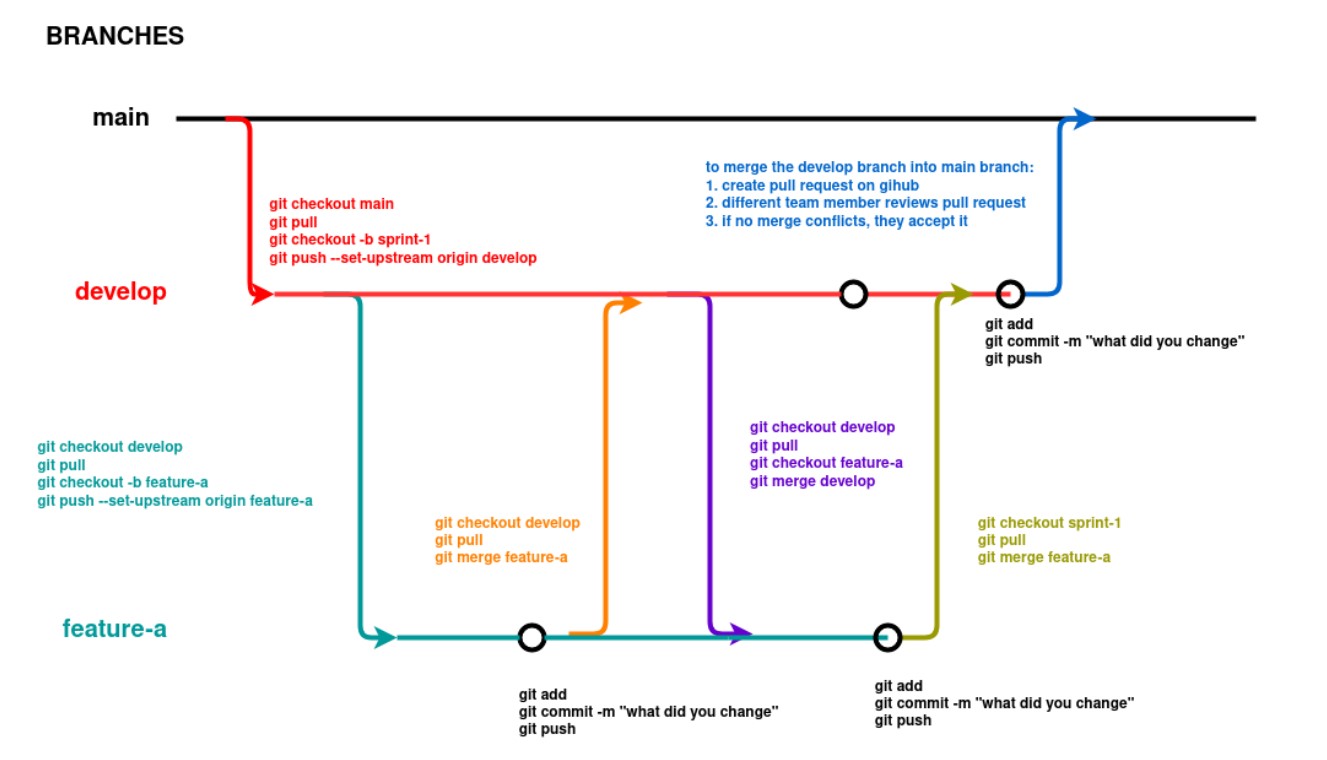 BRANCHES
main
to merge the develop branch into main branch:
1. create pull request on gihub
2. different team member reviews pull request
3. if no merge conflicts, they accept it
git checkout main
git pull
git checkout -b sprint-1
git push --set-upstream origin develop
develop
git add
git commit -m "what did you change"
git push
git checkout develop
git pull
git checkout -b feature-a
git push --set-upstream origin feature-a
git checkout develop
git pull
git merge feature-a
git checkout develop
git pull
git checkout feature-a
git merge develop
git checkout sprint-1
git pull
git merge feature-a
feature-a
git add
git commit -m "what did you change"
git push
git add
git commit -m "what did you change"
git push